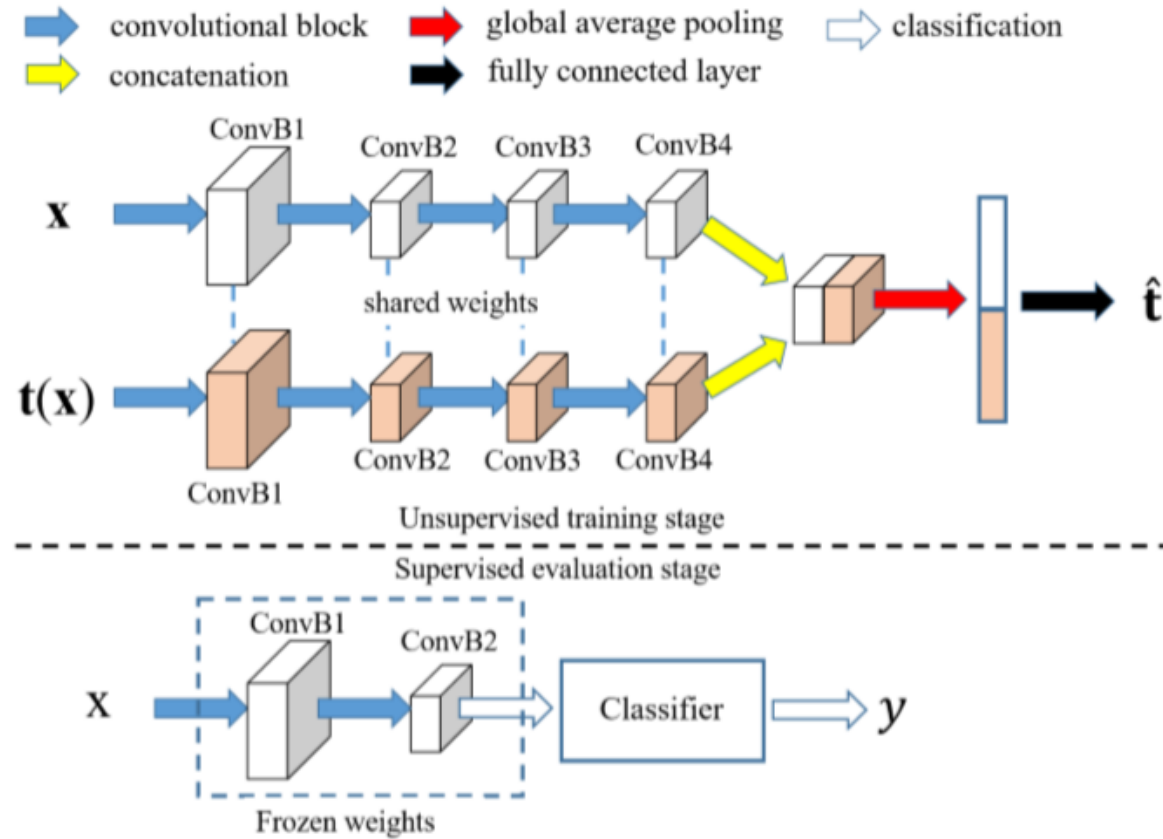 convolutional block
global average pooling
classification
concatenation
fully connected layer
ConvB1
ConvB2
ConvB3
ConvB4
x
shared weights
t̂
t(x)
ConvB1
ConvB2
ConvB3
ConvB4
Unsupervised training stage
Supervised evaluation stage
ConvB1
ConvB2
x
Classifier
y
Frozen weights